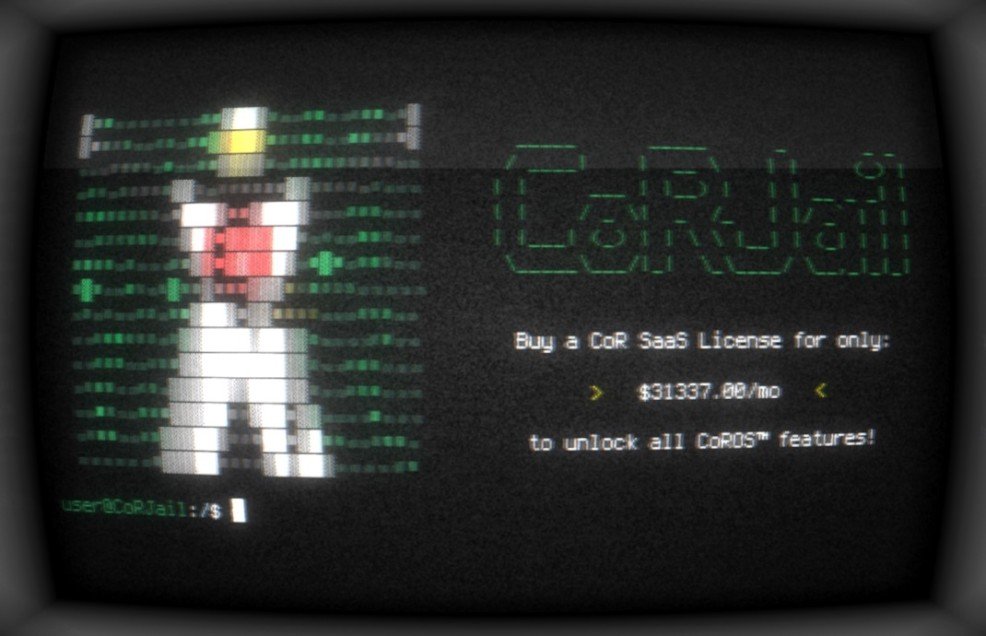 CoRJail
Buy a CoR SaaS License for only:
> $31337.00/mo <
to unlock all CoROS™ features!
user@CoRJail:/$